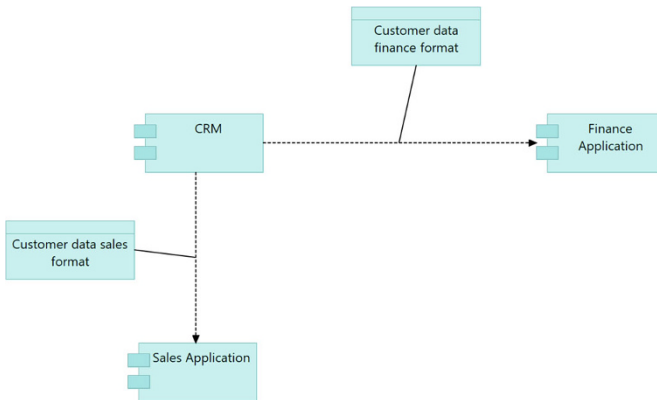 Customer data
finance format
CRM
Finance
Application
Customer data sales
format
Sales Application